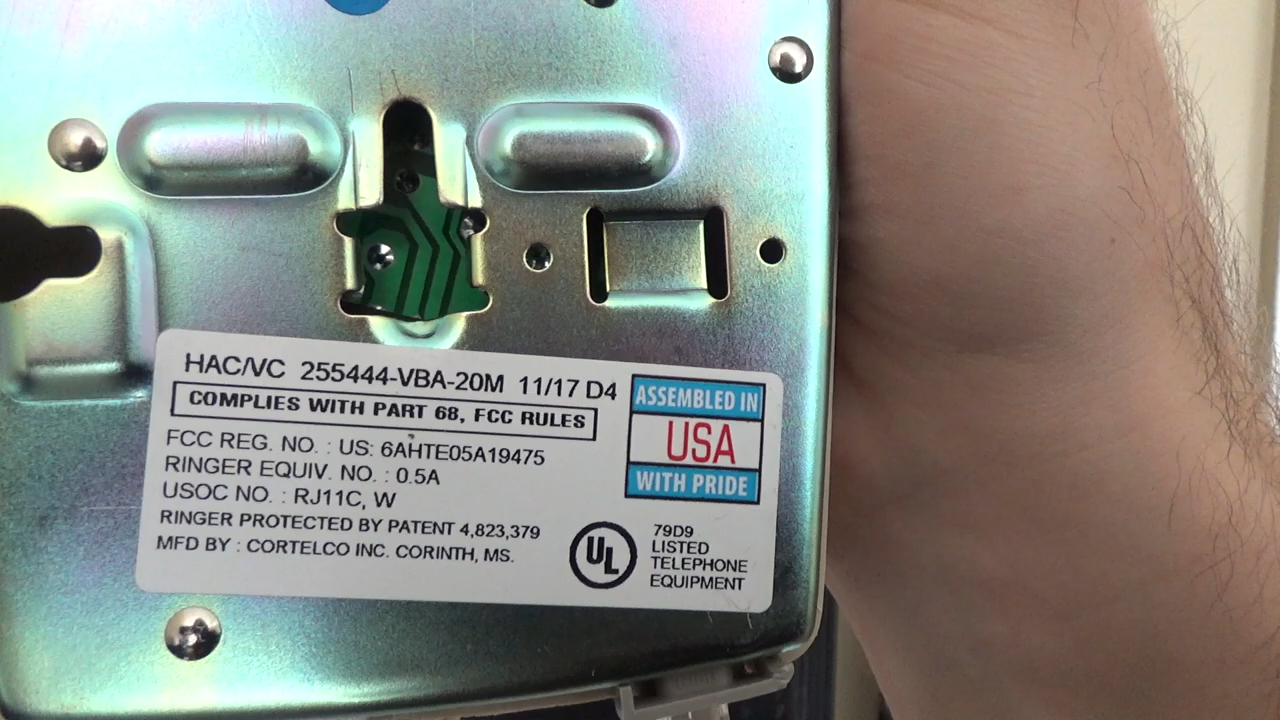 HAC/VC 255444-VBA-20M 11/17 D4
COMPLIES WITH PART 68, FCC RULES
FCC REG. NO. : US: 6AHTE05A19475
RINGER EQUIV. NO. : 0.5A
USOC NO. : RJ11C, W
RINGER PROTECTED BY PATENT 4,823,379
MFD BY : CORTELCO INC. CORINTH, MS.
ASSEMBLED IN
USA
WITH PRIDE
UL
79D9
LISTED
TELEPHONE
EQUIPMENT